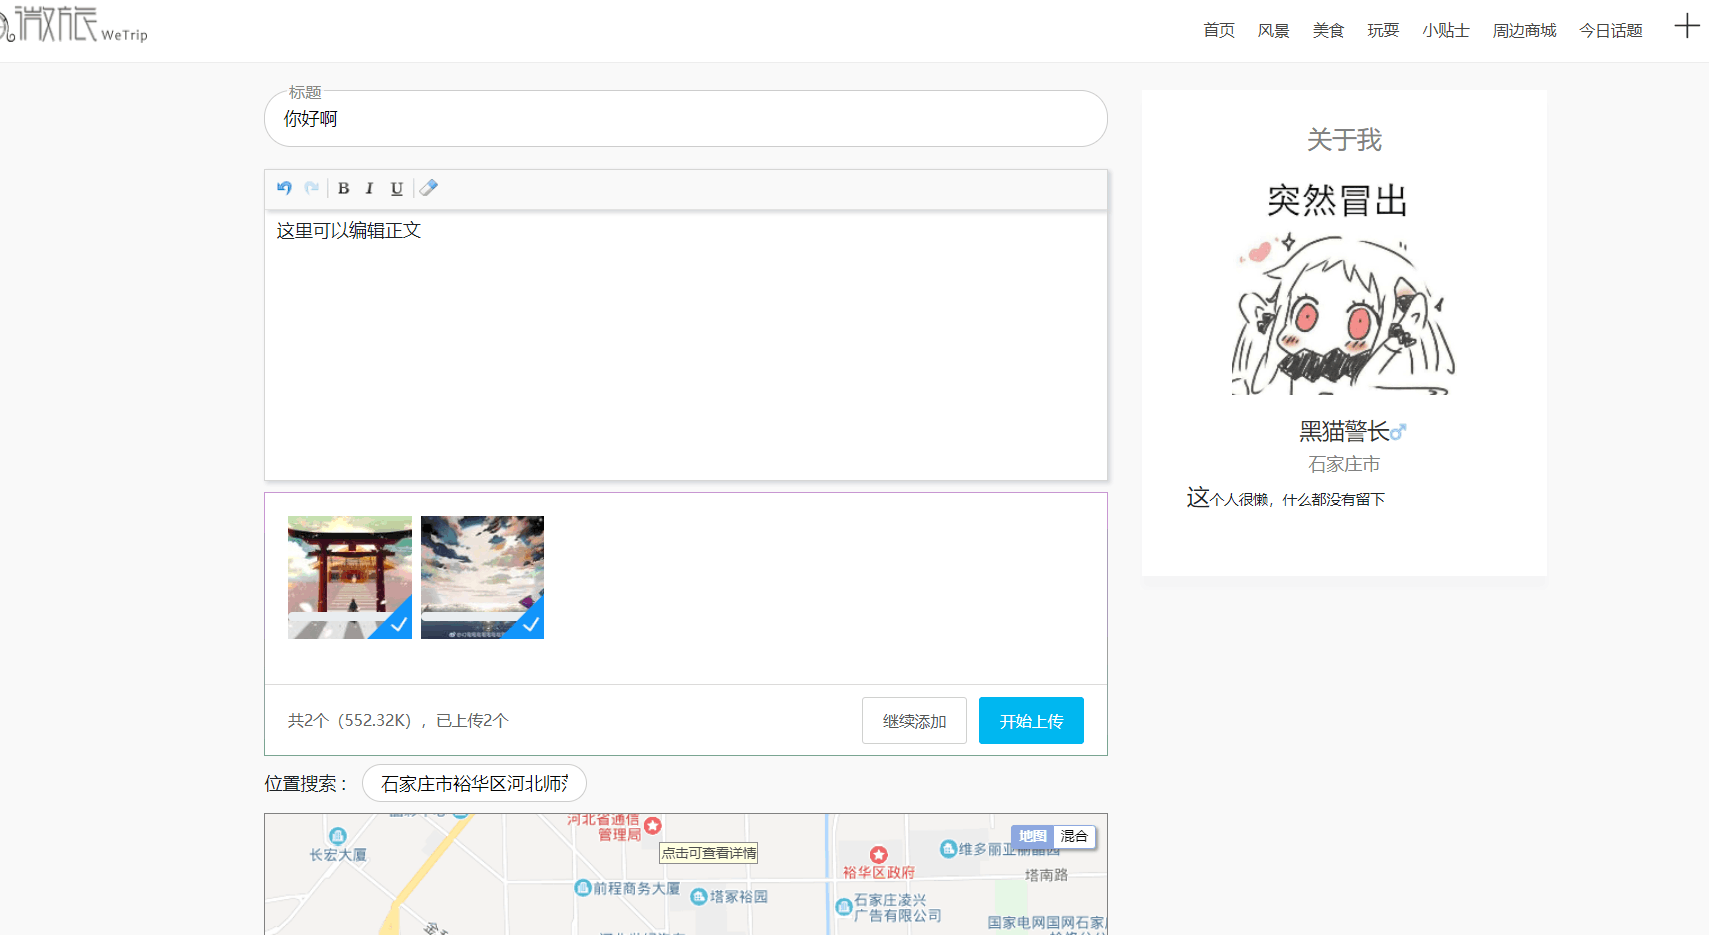 微旅 WeTrip
首页 风景 美食 玩耍 小贴士 周边商城 今日话题
标题
你好啊
B I U
这里可以编辑正文
共2个（552.32K），已上传2个
继续添加 开始上传
位置搜索：
石家庄市裕华区河北师
长宏大厦
河北省通信
管理局
点击可查看详情
前程商务大厦
塔冢裕园
裕华区政府
石家庄凌兴
广告有限公司
地图 混合
塔南路
国家电网国网石家
关于我
突然冒出
黑猫警长
石家庄市
这个人很懒，什么都没有留下